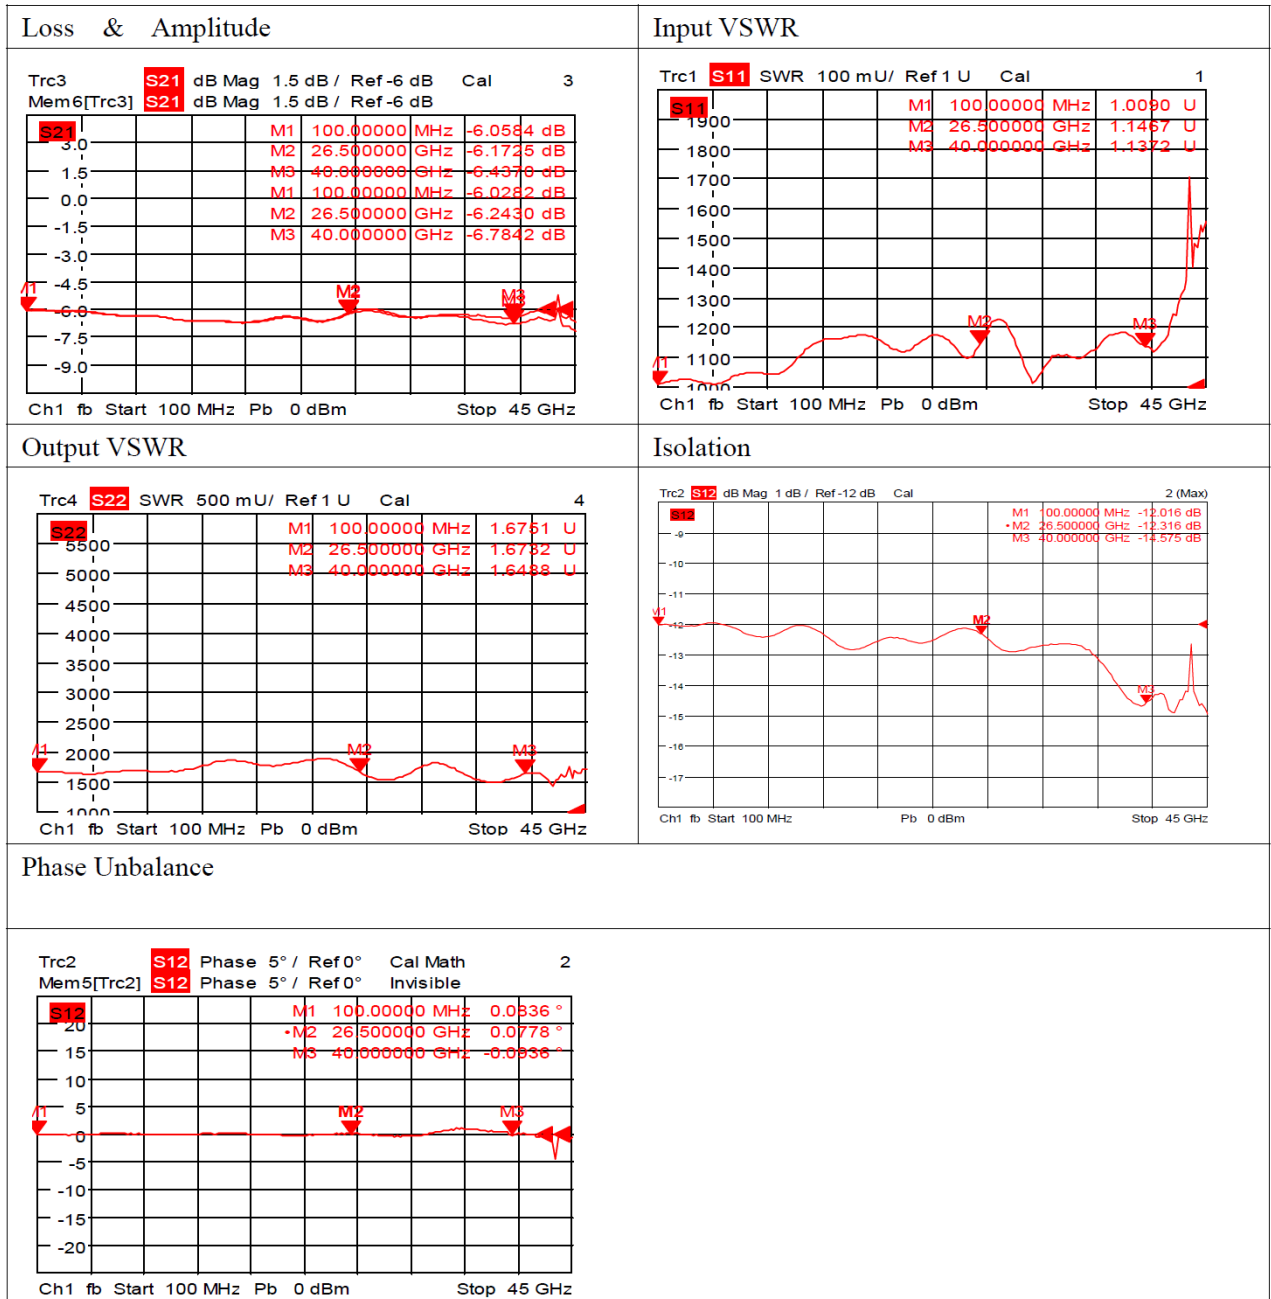 Loss & Amplitude
Trc3 S21 dB Mag 1.5 dB / Ref -6 dB Cal 3
Mem6[Trc3] S21 dB Mag 1.5 dB / Ref -6 dB
S21
M1 100.00000 MHz -6.0584 dB
M2 26.500000 GHz -6.1725 dB
M3 40.000000 GHz -6.4370 dB
M1 100.00000 MHz -6.0282 dB
M2 26.500000 GHz -6.2430 dB
M3 40.000000 GHz -6.7842 dB
3.0
1.5
0.0
-1.5
-3.0
-4.5
-6.0
-7.5
-9.0
M2
M3
Ch1 fb Start 100 MHz Pb 0 dBm Stop 45 GHz
Input VSWR
Trc1 S11 SWR 100 mU/ Ref 1 U Cal 1
S11
M1 100.00000 MHz 1.0090 U
M2 26.500000 GHz 1.1467 U
M3 40.000000 GHz 1.1372 U
1900
1800
1700
1600
1500
1400
1300
1200
1100
1000
M2
M3
Ch1 fb Start 100 MHz Pb 0 dBm Stop 45 GHz
Output VSWR
Trc4 S22 SWR 500 mU/ Ref 1 U Cal 4
S22
M1 100.00000 MHz 1.6751 U
M2 26.500000 GHz 1.6732 U
M3 40.000000 GHz 1.6488 U
5500
5000
4500
4000
3500
3000
2500
2000
1500
1000
M2
M3
Ch1 fb Start 100 MHz Pb 0 dBm Stop 45 GHz
Isolation
Trc2 S12 dB Mag 1 dB / Ref -12 dB Cal 2 (Max)
S12
M1 100.00000 MHz -12.016 dB
•M2 26.500000 GHz -12.316 dB
M3 40.000000 GHz -14.575 dB
-9
-10
-11
-12
-13
-14
-15
-16
-17
M1
M2
M3
Ch1 fb Start 100 MHz Pb 0 dBm Stop 45 GHz
Phase Unbalance
Trc2 S12 Phase 5° / Ref 0° Cal Math 2
Mem5[Trc2] S12 Phase 5° / Ref 0° Invisible
S12
M1 100.00000 MHz 0.0836 °
•M2 26.500000 GHz 0.0778 °
M3 40.000000 GHz -0.0936 °
20
15
10
5
0
-5
-10
-15
-20
M2
M3
Ch1 fb Start 100 MHz Pb 0 dBm Stop 45 GHz